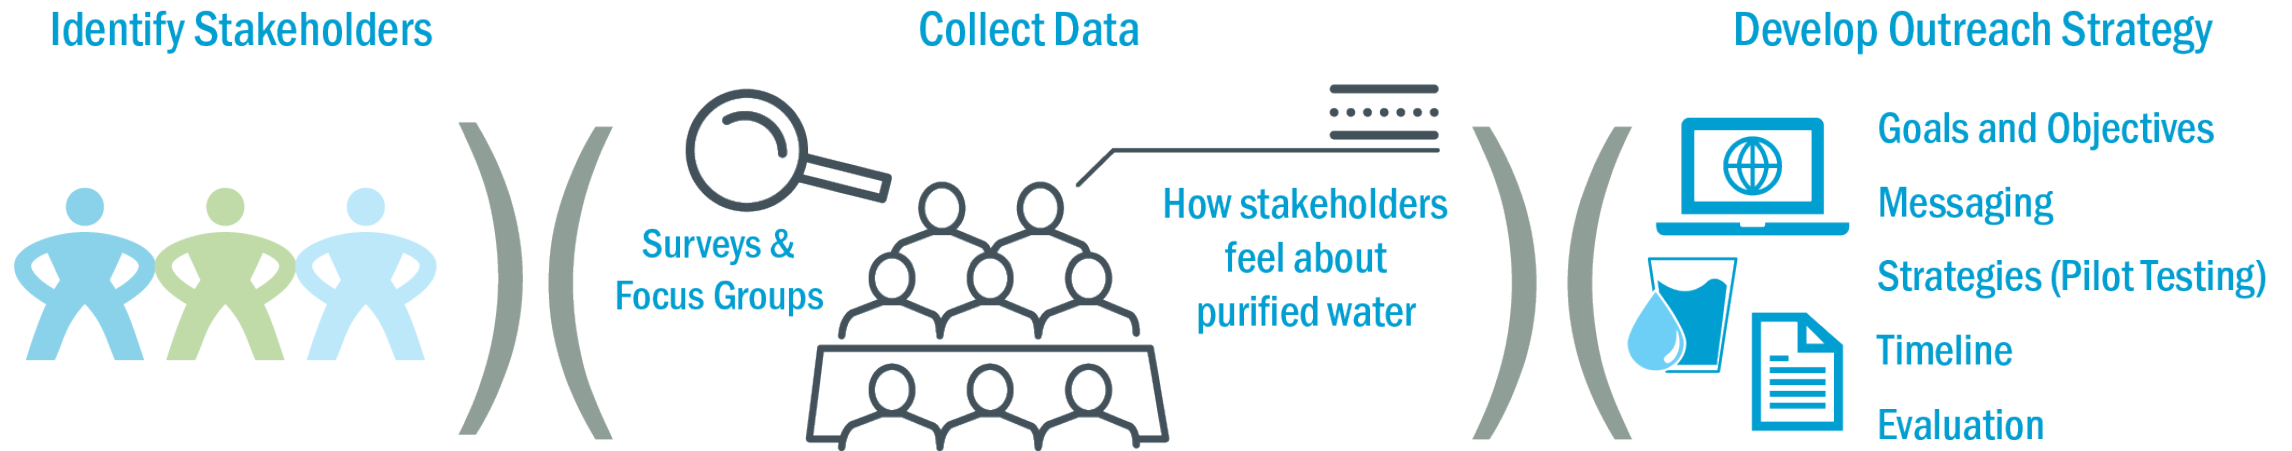 Identify Stakeholders
Collect Data
Surveys &
Focus Groups
How stakeholders
feel about
purified water
Develop Outreach Strategy
Goals and Objectives
Messaging
Strategies (Pilot Testing)
Timeline
Evaluation